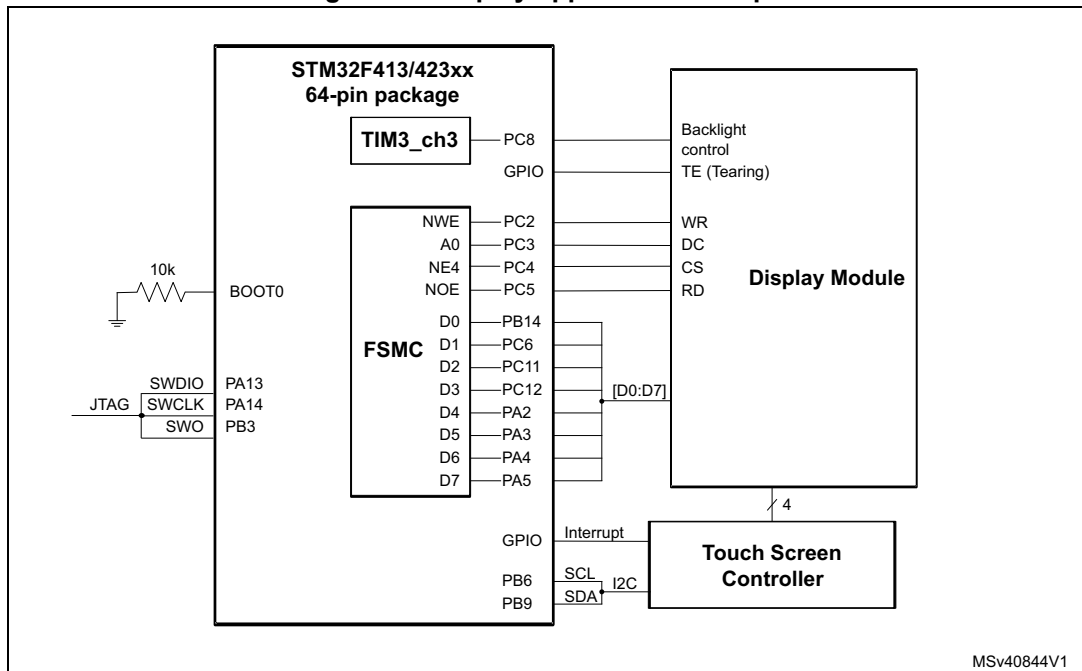 STM32F413/423xx
64-pin package
TIM3_ch3
PC8
Backlight
control
GPIO
TE (Tearing)
NWE PC2 WR
A0 PC3 DC
NE4 PC4 CS
NOE PC5 RD
Display Module
10k
BOOT0
FSMC
D0 PB14
D1 PC6
D2 PC11
D3 PC12
D4 PA2
D5 PA3
D6 PA4
D7 PA5
[D0:D7]
JTAG
SWDIO PA13
SWCLK PA14
SWO PB3
4
GPIO Interrupt
Touch Screen
Controller
PB6 SCL
PB9 SDA
I2C
MSv40844V1